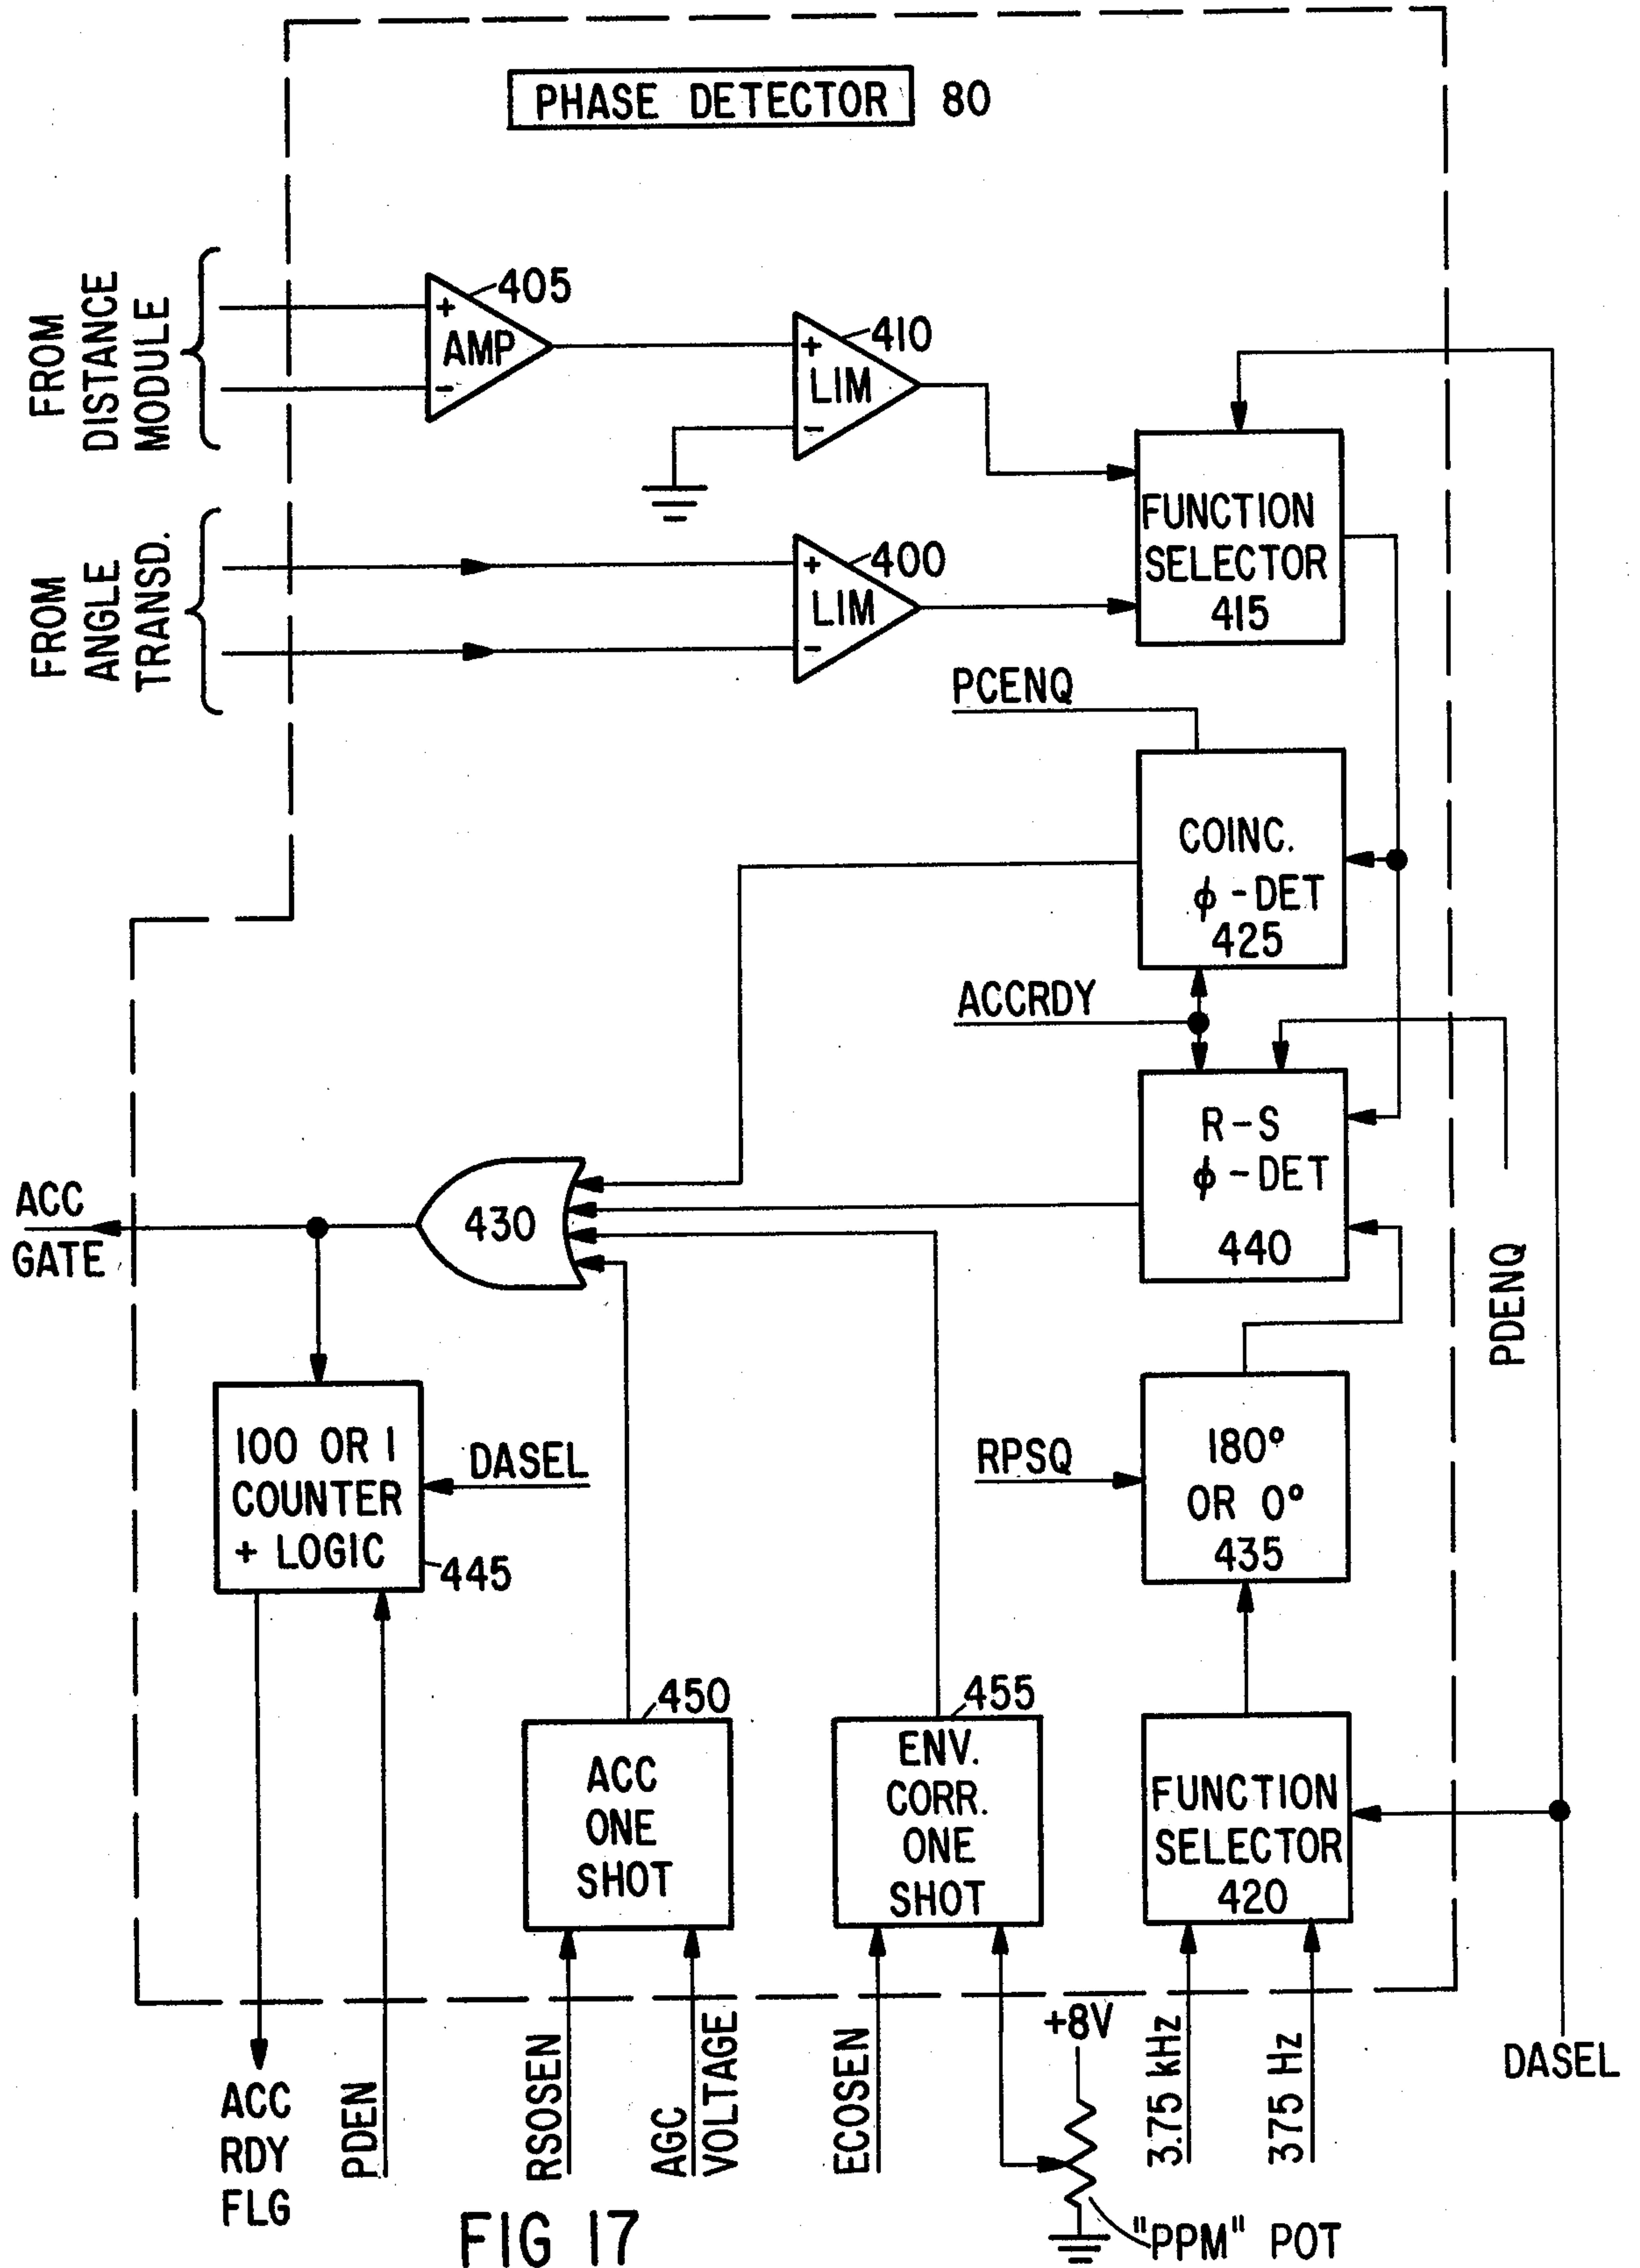 PHASE DETECTOR 80
FROM
DISTANCE
MODULE
+
AMP
-
405
+
LIM
-
410
FROM
ANGLE
TRANSD.
+
LIM
-
400
FUNCTION
SELECTOR
415
PCENQ
COINC.
ϕ-DET
425
ACCRDY
R-S
ϕ-DET
440
PDENQ
ACC
GATE
430
100 OR 1
COUNTER
+ LOGIC
445
DASEL
RPSQ
180°
OR 0°
435
450
ACC
ONE
SHOT
455
ENV.
CORR.
ONE
SHOT
FUNCTION
SELECTOR
420
ACC
RDY
FLG
PDEN
RSOSEN
AGC
VOLTAGE
ECOSEN
+8V
3.75 kHz
375 Hz
DASEL
"PPM" POT
FIG 17